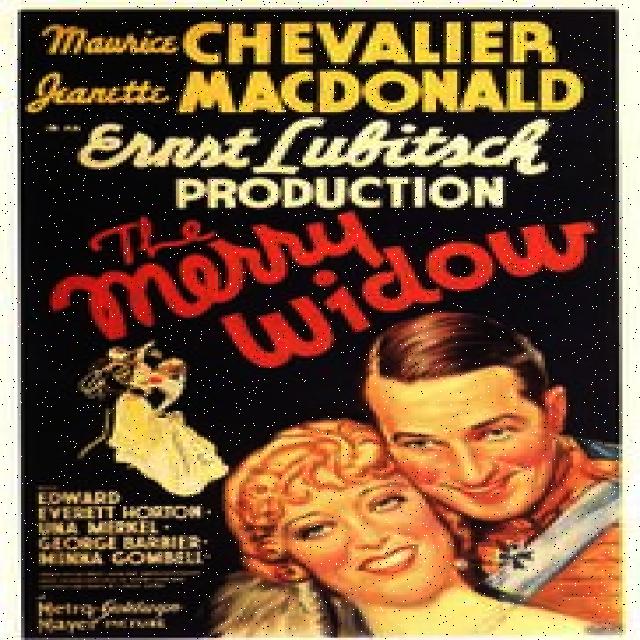 Maurice CHEVALIER
Jeanette MACDONALD
Ernst Lubitsch
PRODUCTION
The
Merry
Widow
EDWARD
EVERETT HORTON
UNA MERKEL
GEORGE BARBIER
MINNA GOMBELL
Metro Goldwyn
Mayer PICTURE